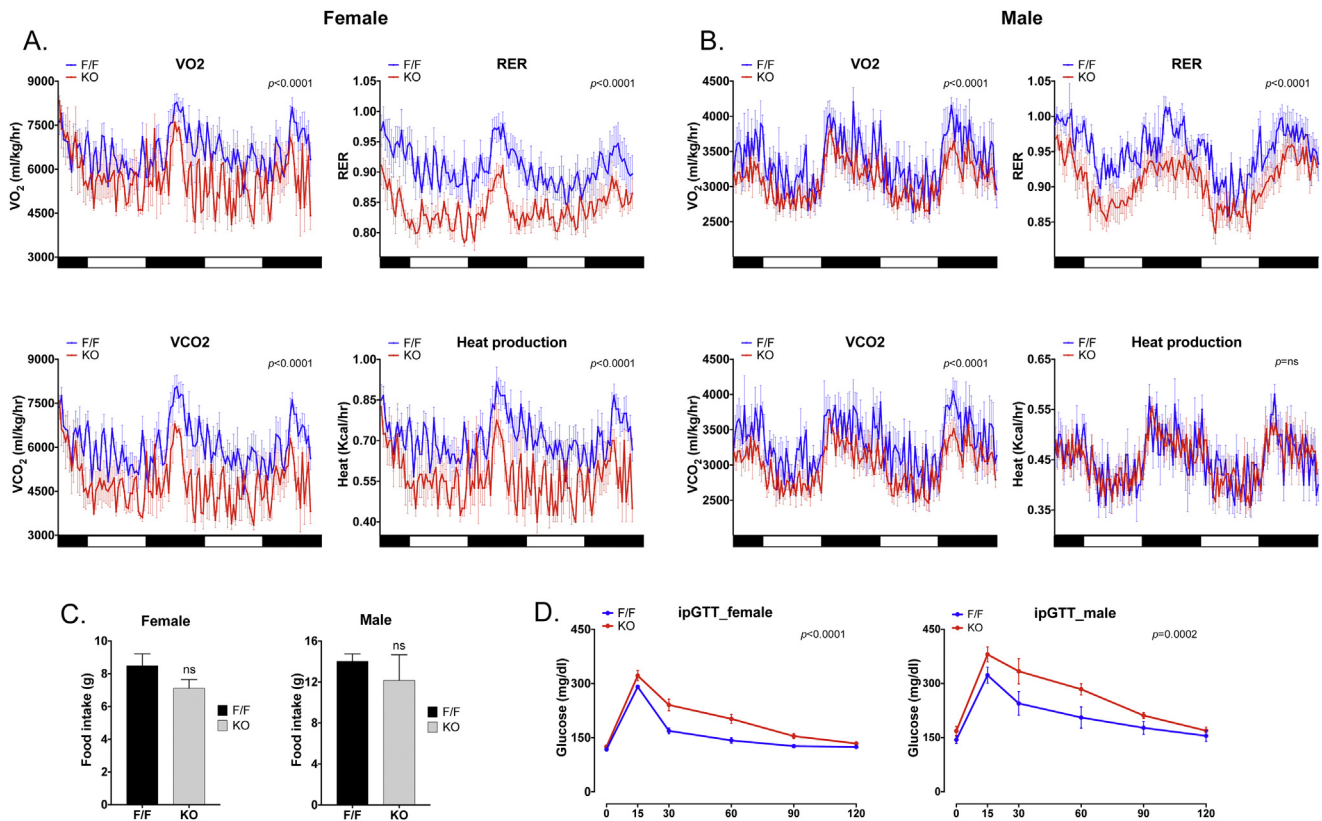 Female
Male
A.
F/F
KO
VO2
p<0.0001
9000
7500
6000
4500
3000
VO2 (ml/kg/hr)
F/F
KO
RER
p<0.0001
1.05
1.00
0.95
0.90
0.85
0.80
RER
B.
F/F
KO
VO2
p<0.0001
4500
4000
3500
3000
2500
VO2 (ml/kg/hr)
F/F
KO
RER
p<0.0001
1.05
1.00
0.95
0.90
0.85
RER
F/F
KO
VCO2
p<0.0001
9000
7500
6000
4500
3000
VCO2 (ml/kg/hr)
F/F
KO
Heat production
p<0.0001
1.00
0.85
0.70
0.55
0.40
Heat (Kcal/hr)
F/F
KO
VCO2
p<0.0001
4500
4000
3500
3000
2500
VCO2 (ml/kg/hr)
F/F
KO
Heat production
p=ns
0.65
0.55
0.45
0.35
Heat (Kcal/hr)
C.
Female
10
8
6
4
2
0
Food intake (g)
ns
F/F
KO
F/F KO
Male
16
12
8
4
0
Food intake (g)
ns
F/F
KO
F/F KO
D.
ipGTT_female
F/F
KO
p<0.0001
450
300
150
0
Glucose (mg/dl)
0 15 30 60 90 120
ipGTT_male
F/F
KO
p=0.0002
450
300
150
0
Glucose (mg/dl)
0 15 30 60 90 120